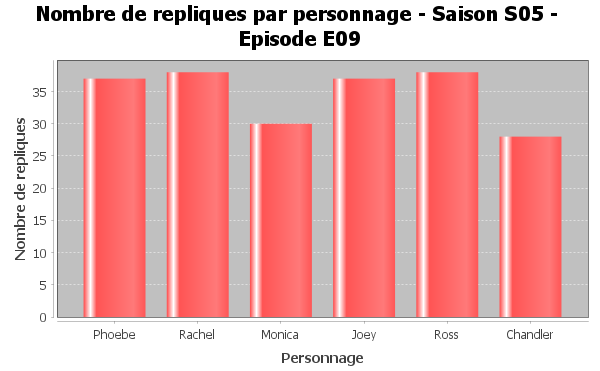 Nombre de repliques par personnage - Saison S05 -
Episode E09
Nombre de repliques
35
30
25
20
15
10
5
0
Phoebe Rachel Monica Joey Ross Chandler
Personnage